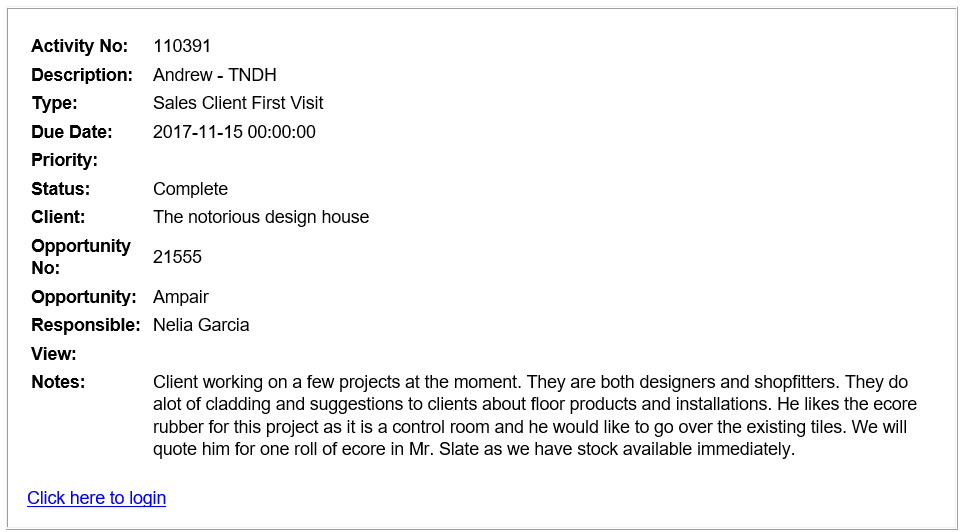 Activity No: 110391
Description: Andrew - TNDH
Type: Sales Client First Visit
Due Date: 2017-11-15 00:00:00
Priority:
Status: Complete
Client: The notorious design house
Opportunity
No: 21555
Opportunity: Ampair
Responsible: Nelia Garcia
View:
Notes: Client working on a few projects at the moment. They are both designers and shopfitters. They do
alot of cladding and suggestions to clients about floor products and installations. He likes the ecore
rubber for this project as it is a control room and he would like to go over the existing tiles. We will
quote him for one roll of ecore in Mr. Slate as we have stock available immediately.
Click here to login